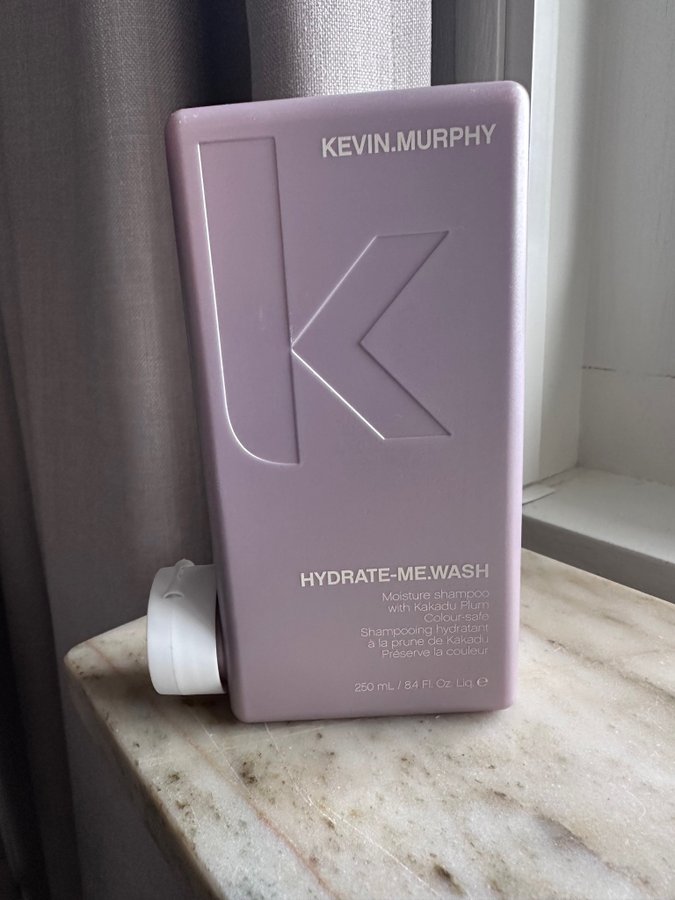 KEVIN.MURPHY
HYDRATE-ME.WASH
Moisture shampoo
with Kakadu Plum
Colour-safe
Shampooing hydratant
à la prune de Kakadu
Préserve la couleur
250 mL / 8.4 Fl. Oz. Liq. ℮